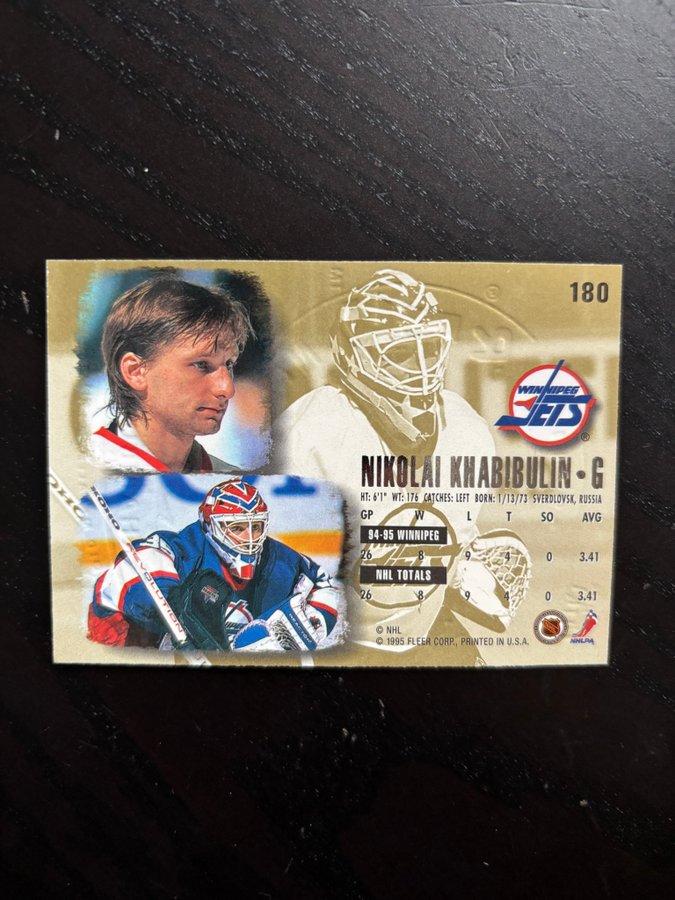 180
WINNIPEG
JETS
®
NIKOLAI KHABIBULIN • G
HT: 6'1" WT: 176 CATCHES: LEFT BORN: 1/13/73 SVERDLOVSK, RUSSIA
GP W L T SO AVG
94-95 WINNIPEG
26 8 9 4 0 3.41
NHL TOTALS
26 8 9 4 0 3.41
© NHL
© 1995 FLEER CORP., PRINTED IN U.S.A.
NHLPA
KOHO REVOLUTION